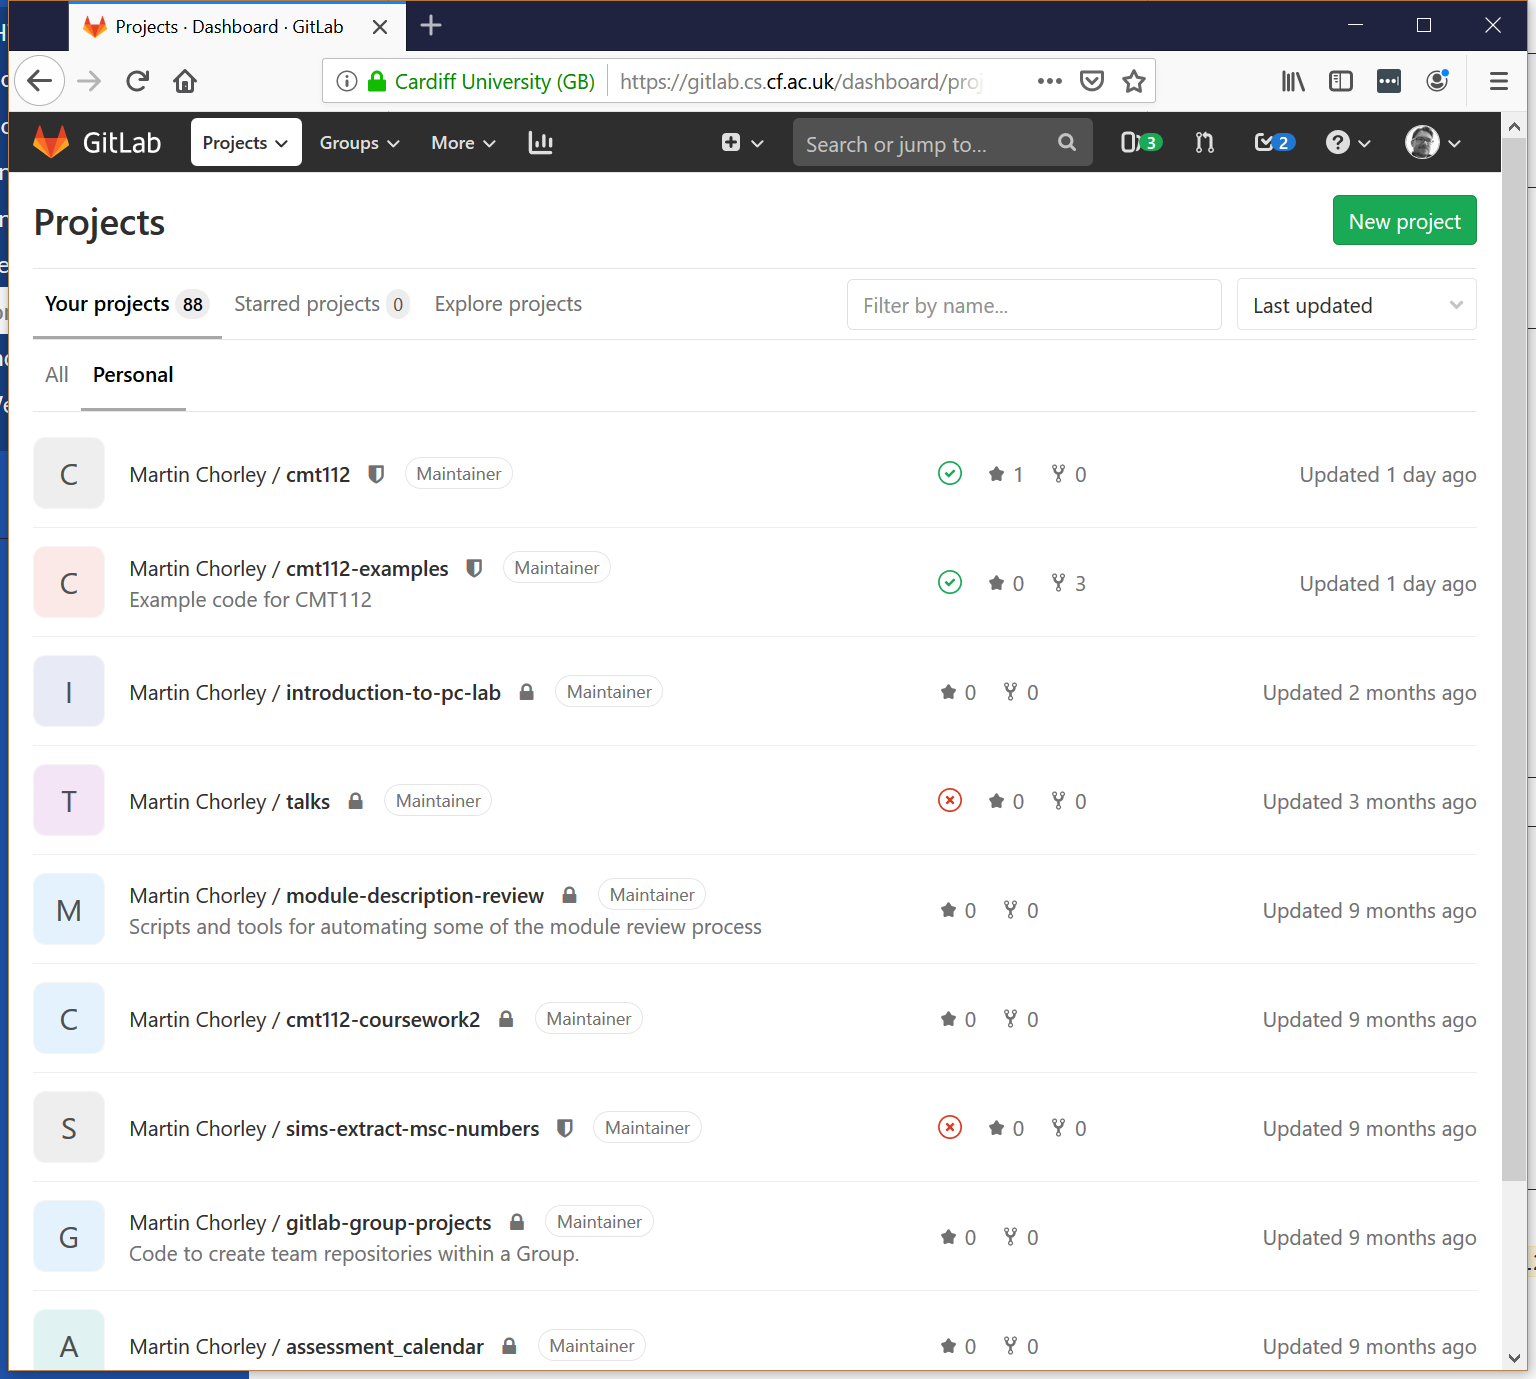 Projects · Dashboard · GitLab
Cardiff University (GB) https://gitlab.cs.cf.ac.uk/dashboard/proj
GitLab Projects Groups More Search or jump to... 3 2
Projects New project
Your projects 88 Starred projects 0 Explore projects Filter by name... Last updated
All Personal
C Martin Chorley / cmt112 Maintainer 1 0 Updated 1 day ago
C Martin Chorley / cmt112-examples Maintainer 0 3 Updated 1 day ago
Example code for CMT112
I Martin Chorley / introduction-to-pc-lab Maintainer 0 0 Updated 2 months ago
T Martin Chorley / talks Maintainer 0 0 Updated 3 months ago
M Martin Chorley / module-description-review Maintainer 0 0 Updated 9 months ago
Scripts and tools for automating some of the module review process
C Martin Chorley / cmt112-coursework2 Maintainer 0 0 Updated 9 months ago
S Martin Chorley / sims-extract-msc-numbers Maintainer 0 0 Updated 9 months ago
G Martin Chorley / gitlab-group-projects Maintainer 0 0 Updated 9 months ago
Code to create team repositories within a Group.
A Martin Chorley / assessment_calendar Maintainer 0 0 Updated 9 months ago